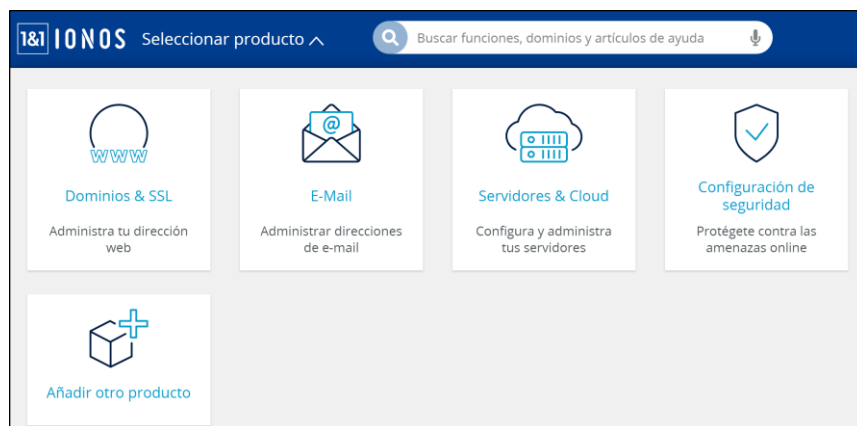 1&1 IONOS Seleccionar producto Buscar funciones, dominios y artículos de ayuda
www
Dominios & SSL
Administra tu dirección
web
@
E-Mail
Administrar direcciones
de e-mail
Servidores & Cloud
Configura y administra
tus servidores
Configuración de
seguridad
Protégete contra las
amenazas online
Añadir otro producto